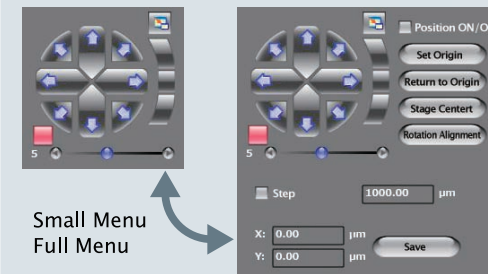 Position ON/O
Set Origin
Return to Origin
Stage Centert
Rotation Alignment
5
5
Step
1000.00 μm
Small Menu
Full Menu
X: 0.00 μm
Y: 0.00 μm
Save